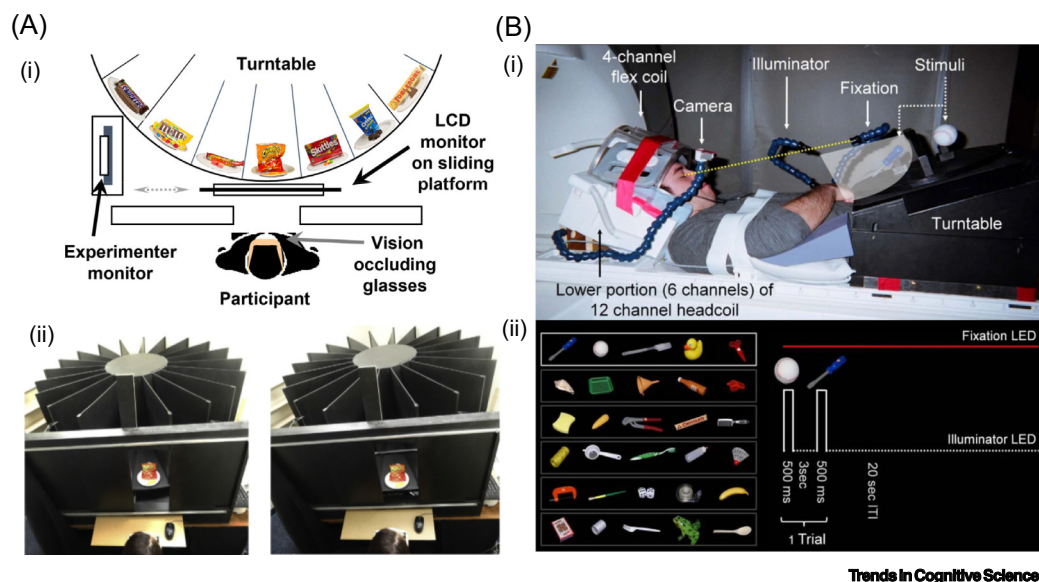 (A)
(i)
Turntable
M&M's
Skittles
LCD
monitor
on sliding
platform
Experimenter
monitor
Participant
Vision
occluding
glasses
(ii)
(B)
(i)
4-channel
flex coil
Camera
Illuminator
Fixation
Stimuli
Turntable
Lower portion (6 channels) of
12 channel headcoil
(ii)
Fixation LED
Illuminator LED
500 ms
3sec
500 ms
20 sec ITI
1 Trial
Trends in Cognitive Science